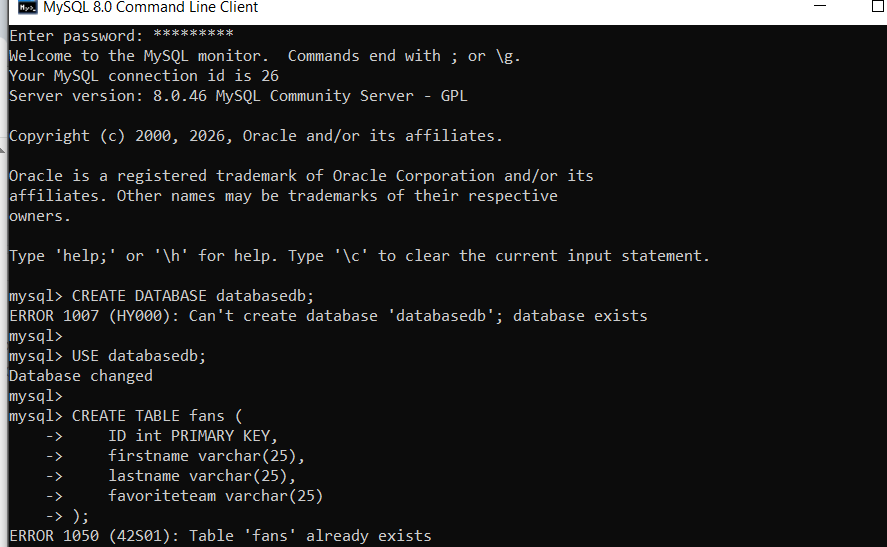 MySQL 8.0 Command Line Client
Enter password: *********
Welcome to the MySQL monitor.  Commands end with ; or \g.
Your MySQL connection id is 26
Server version: 8.0.46 MySQL Community Server - GPL

Copyright (c) 2000, 2026, Oracle and/or its affiliates.

Oracle is a registered trademark of Oracle Corporation and/or its
affiliates. Other names may be trademarks of their respective
owners.

Type 'help;' or '\h' for help. Type '\c' to clear the current input statement.

mysql> CREATE DATABASE databasedb;
ERROR 1007 (HY000): Can't create database 'databasedb'; database exists
mysql>
mysql> USE databasedb;
Database changed
mysql>
mysql> CREATE TABLE fans (
    ->     ID int PRIMARY KEY,
    ->     firstname varchar(25),
    ->     lastname varchar(25),
    ->     favoriteteam varchar(25)
    -> );
ERROR 1050 (42S01): Table 'fans' already exists